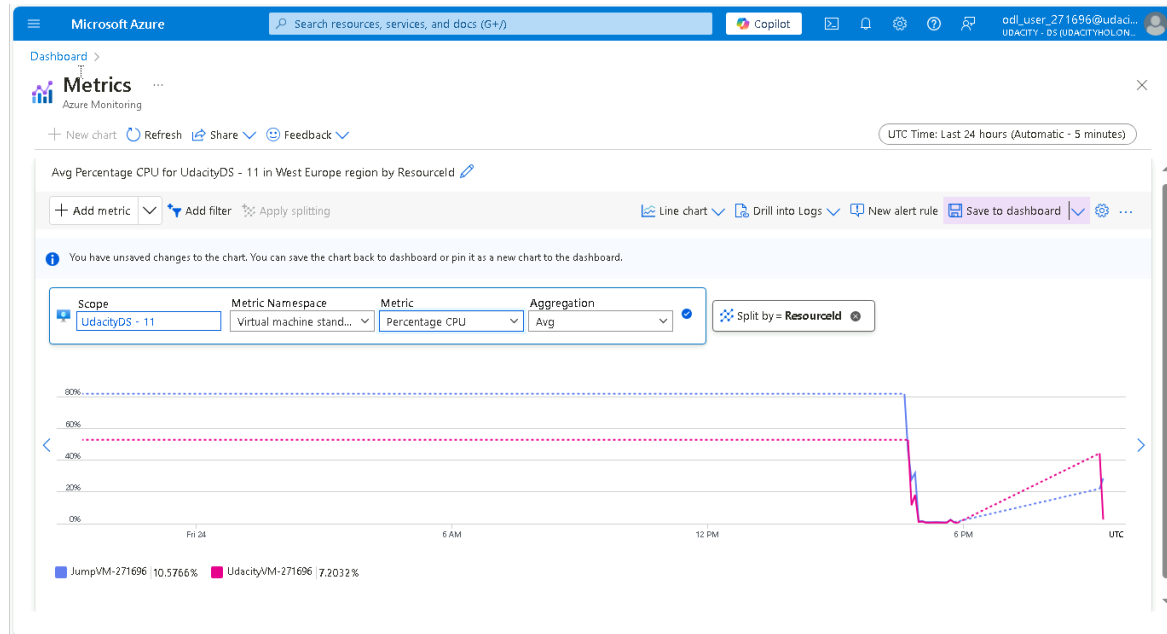 Microsoft Azure
Search resources, services, and docs (G+/)
Copilot
odl_user_271696@udaci...
UDACITY - DS (UDACITYHOLON...
Dashboard >
Metrics ...
Azure Monitoring
New chart Refresh Share Feedback
UTC Time: Last 24 hours (Automatic - 5 minutes)
Avg Percentage CPU for UdacityDS - 11 in West Europe region by ResourceId
Add metric Add filter Apply splitting Line chart Drill into Logs New alert rule Save to dashboard ...
You have unsaved changes to the chart. You can save the chart back to dashboard or pin it as a new chart to the dashboard.
Scope Metric Namespace Metric Aggregation
UdacityDS - 11 Virtual machine stand... Percentage CPU Avg
Split by = ResourceId
80%
60%
40%
20%
0%
Fri 24 6 AM 12 PM 6 PM UTC
JumpVM-271696 10.5766% UdacityVM-271696 7.2032%